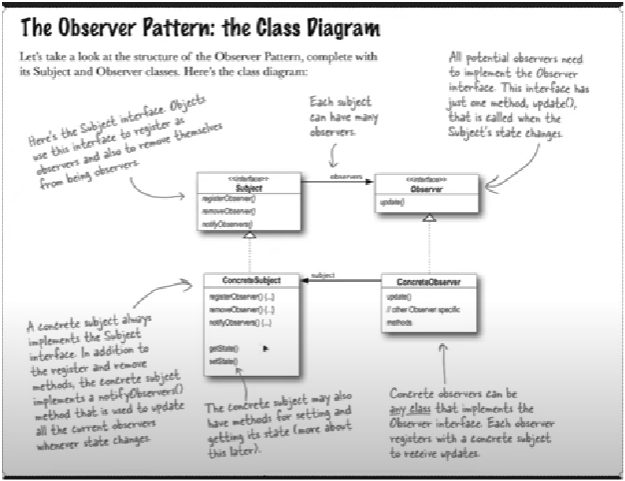 The Observer Pattern: the Class Diagram
Let's take a look at the structure of the Observer Pattern, complete with
its Subject and Observer classes. Here's the class diagram:
All potential observers need
to implement the Observer
interface. This interface has
just one method, update(),
that is called when the
Subject's state changes.
Here's the Subject interface. Objects
use this interface to register as
observers and also to remove themselves
from being observers.
Each subject
can have many
observers.
<<interface>>
Subject
registerObserver()
removeObserver()
notifyObservers()
observers
<<interface>>
Observer
update()
ConcreteSubject
registerObserver() {...}
removeObserver() {...}
notifyObservers() {...}
getState()
setState()
subject
ConcreteObserver
update()
// other Observer specific
methods
A concrete subject always
implements the Subject
interface. In addition to
the register and remove
methods, the concrete subject
implements a notifyObservers()
method that is used to update
all the current observers
whenever state changes.
The concrete subject may also
have methods for setting and
getting its state (more about
this later).
Concrete observers can be
any class that implements the
Observer interface. Each observer
registers with a concrete subject
to receive updates.